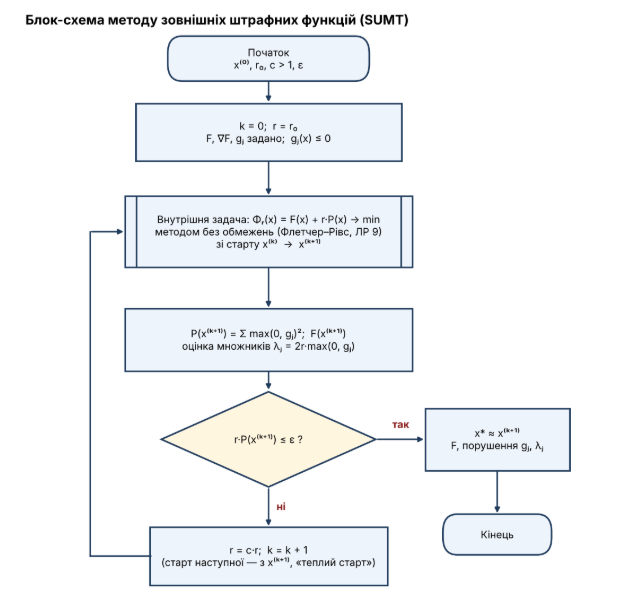 Блок-схема методу зовнішніх штрафних функцій (SUMT)
Початок
x⁽⁰⁾, r₀, c > 1, ε
k = 0; r = r₀
F, ∇F, gⱼ задано; gⱼ(x) ≤ 0
Внутрішня задача: Φᵣ(x) = F(x) + r·P(x) → min
методом без обмежень (Флетчер–Рівс, ЛР 9)
зі старту x⁽ᵏ⁾ → x⁽ᵏ⁺¹⁾
P(x⁽ᵏ⁺¹⁾) = Σ max(0, gⱼ)²; F(x⁽ᵏ⁺¹⁾)
оцінка множників λⱼ = 2r·max(0, gⱼ)
r·P(x⁽ᵏ⁺¹⁾) ≤ ε ?
так
x* ≈ x⁽ᵏ⁺¹⁾
F, порушення gⱼ, λⱼ
ні
Кінець
r = c·r; k = k + 1
(старт наступної — з x⁽ᵏ⁺¹⁾, «теплий старт»)